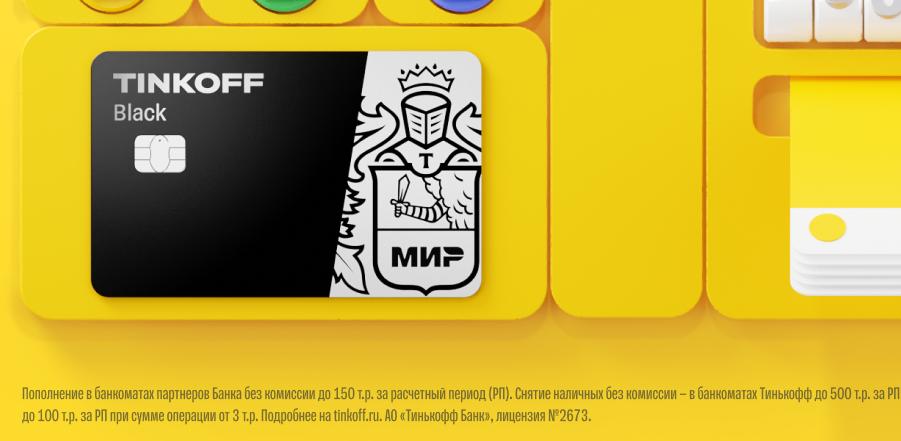 TINKOFF
Black
T
МИР
Пополнение в банкоматах партнеров Банка без комиссии до 150 т.р. за расчетный период (РП). Снятие наличных без комиссии – в банкоматах Тинькофф до 500 т.р. за РП
до 100 т.р. за РП при сумме операции от 3 т.р. Подробнее на tinkoff.ru. АО «Тинькофф Банк», лицензия №2673.